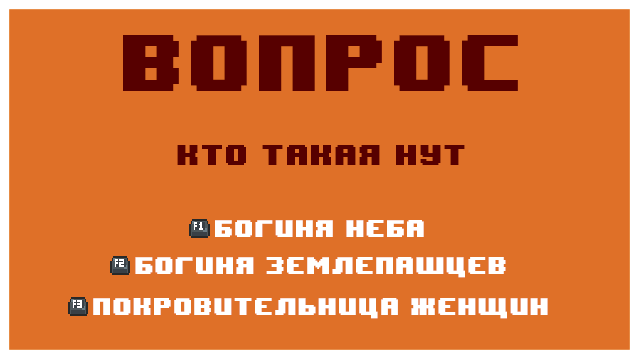 ВОПРОС
КТО ТАКАЯ НУТ
F1 БОГИНЯ НЕБА
F2 БОГИНЯ ЗЕМЛЕПАШЦЕВ
F3 ПОКРОВИТЕЛЬНИЦА ЖЕНЩИН